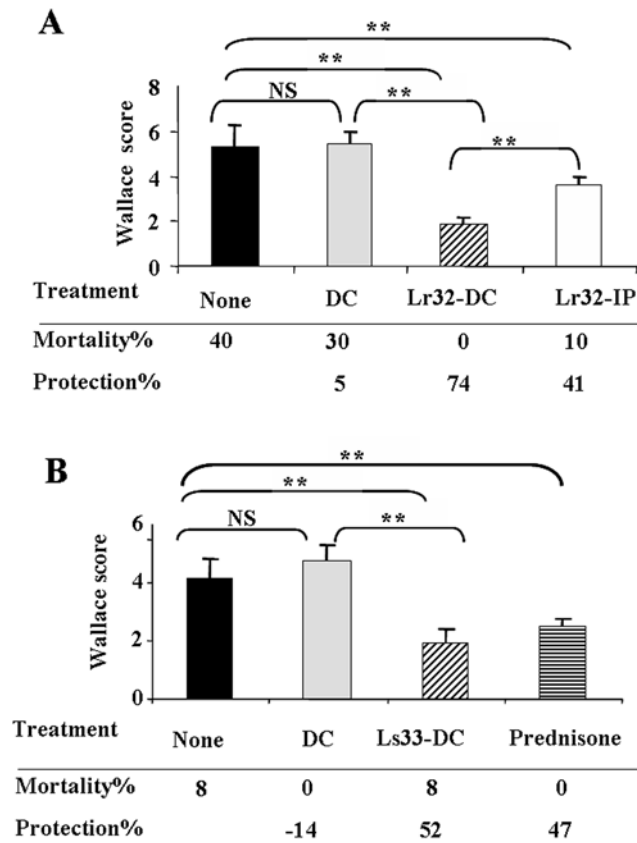 A
**
**
NS
**
**
8
6
4
2
0
Wallace score
Treatment
None DC Lr32-DC Lr32-IP
Mortality% 40 30 0 10
Protection% 5 74 41
B
**
**
NS
**
6
4
2
0
Wallace score
Treatment
None DC Ls33-DC Prednisone
Mortality% 8 0 8 0
Protection% -14 52 47